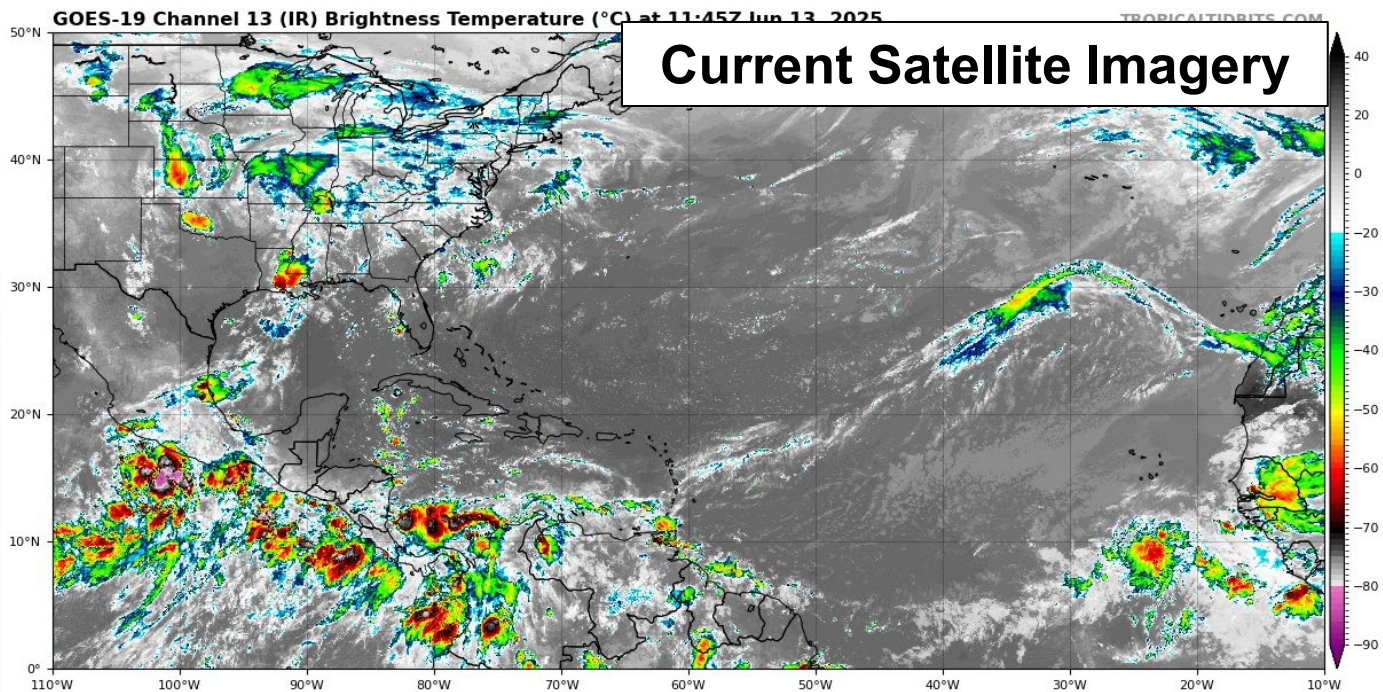 GOES-19 Channel 13 (IR) Brightness Temperature (°C) at 11:45Z Jun 13, 2025
TROPICALTIDBITS.COM
Current Satellite Imagery
50°N
40°N
30°N
20°N
10°N
0°
110°W 100°W 90°W 80°W 70°W 60°W 50°W 40°W 30°W 20°W 10°W
40
20
0
−20
−30
−40
−50
−60
−70
−80
−90